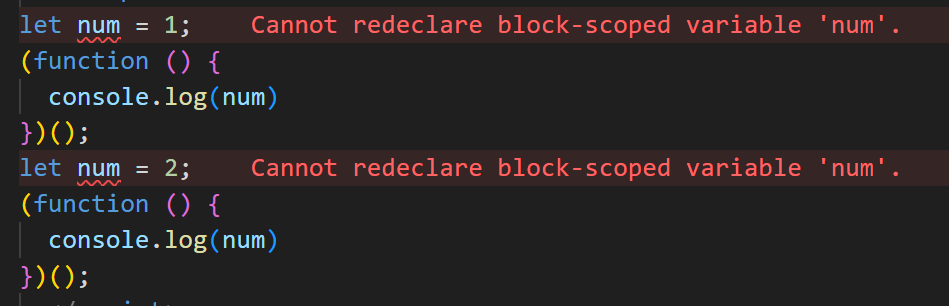 let num = 1;    Cannot redeclare block-scoped variable 'num'.
(function () {
  console.log(num)
})();
let num = 2;    Cannot redeclare block-scoped variable 'num'.
(function () {
  console.log(num)
})();